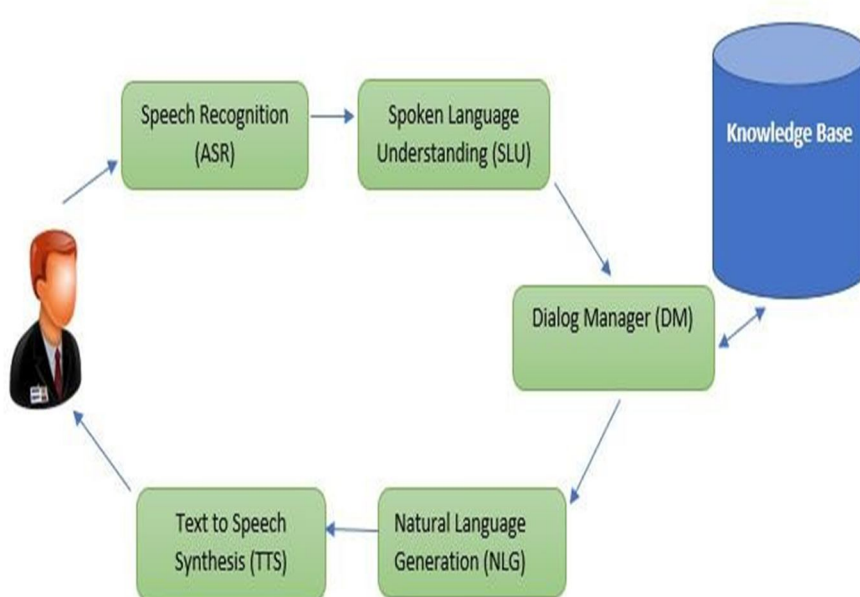 Speech Recognition
(ASR)
Spoken Language
Understanding (SLU)
Knowledge Base
Dialog Manager (DM)
Natural Language
Generation (NLG)
Text to Speech
Synthesis (TTS)